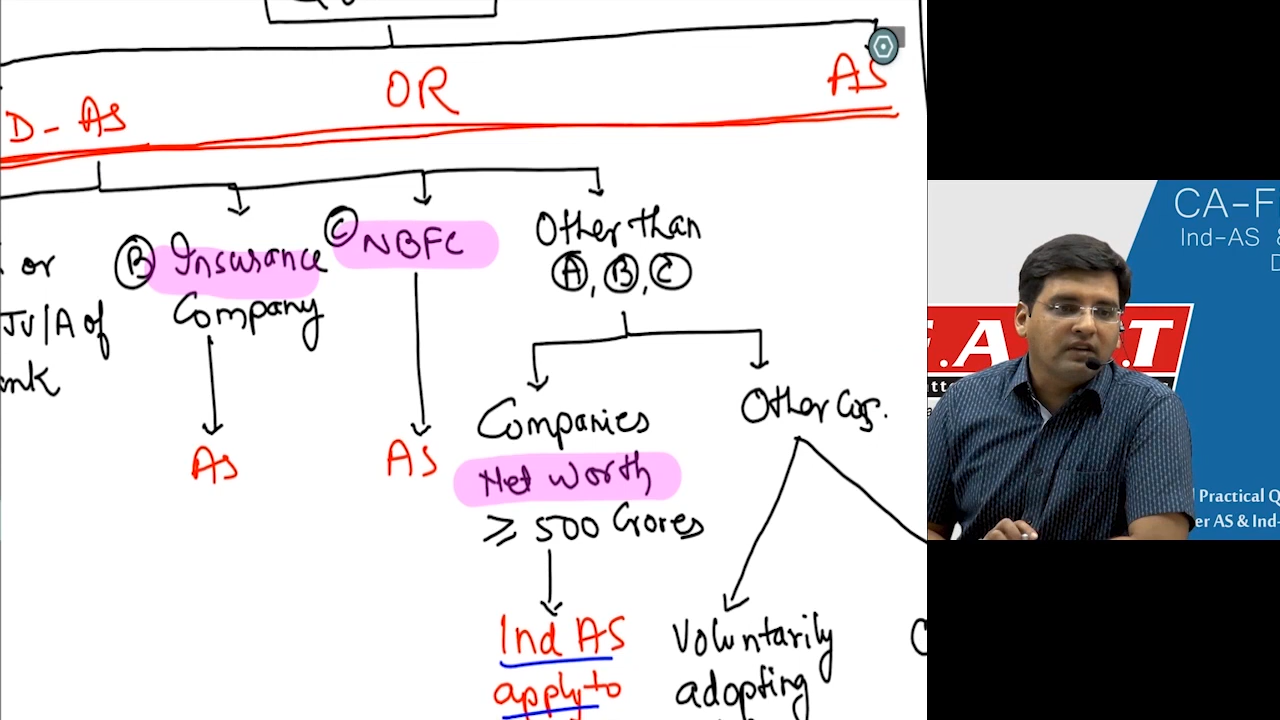 OR
AS
D - AS
Ⓑ Insurance
Company
AS
Ⓒ NBFC
AS
Other than
Ⓐ, Ⓑ, Ⓒ
or
JV/A of
ank
Companies
Net worth
≥ 500 Crores
Ind AS
apply to
Other Cos.
Voluntarily
adopting
CA-F
Ind-AS &
D
.A
T
Practical Q
er AS & Ind-